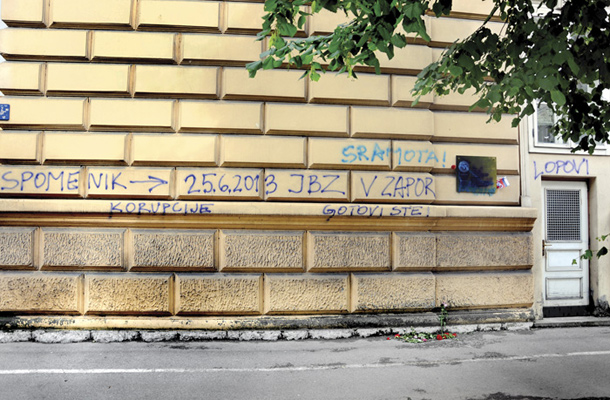 SRAMOTA!
SPOMENIK → 25.6.2013 JBZ V ZAPOR
LOPOVI
KORUPCIJE GOTOVI STE!